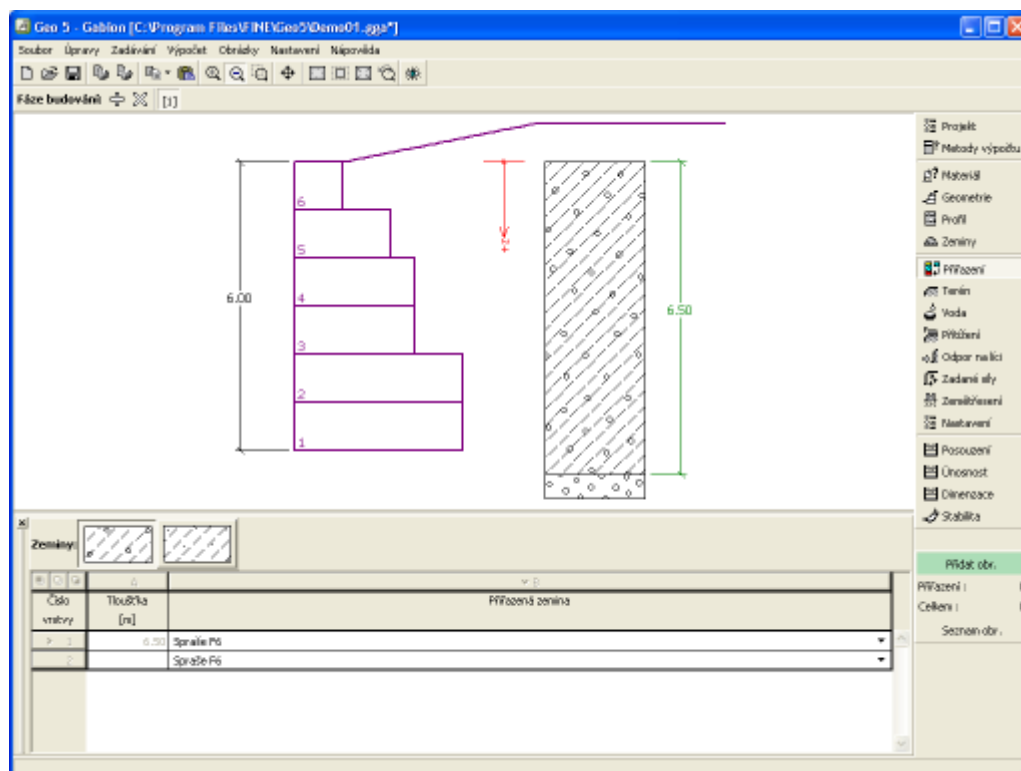 Geo 5 - Gabion [C:\Program Files\FINE\Geo5\Demo01.gga*]
Soubor Úpravy Zadávání Výpočet Obrázky Nastavení Nápověda
Fáze budování: [1]
Projekt
Metody výpočtu
Materiál
Geometrie
Profil
Zeminy
Přiřazení
Terén
Voda
Přitížení
Odpor na líci
Zadané síly
Zemětřesení
Nastavení
Posouzení
Únosnost
Dimenzace
Stabilita
6
5
4
3
2
1
6.00
+z
6.50
Zeminy:
Číslo vrstvy
Tloušťka [m]
Přiřazená zemina
1 6.50 Spraše F6
2 Spraše F6
Přidat obr.
Přiřazení :
Celkem :
Seznam obr.